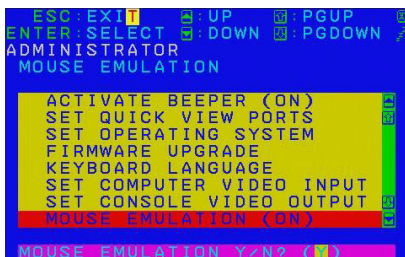 ESC:EXIT :UP :PGUP
ENTER:SELECT :DOWN :PGDOWN
ADMINISTRATOR
MOUSE EMULATION
ACTIVATE BEEPER (ON)
SET QUICK VIEW PORTS
SET OPERATING SYSTEM
FIRMWARE UPGRADE
KEYBOARD LANGUAGE
SET COMPUTER VIDEO INPUT
SET CONSOLE VIDEO OUTPUT
MOUSE EMULATION (ON)
MOUSE EMULATION Y/N? (Y)